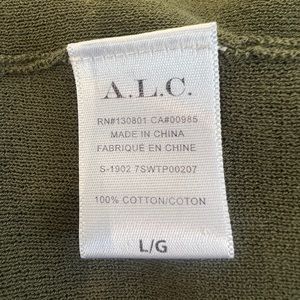 A.L.C.
RN#130801 CA#00985
MADE IN CHINA
FABRIQUÉ EN CHINE
S-1902 7SWTP00207
100% COTTON/COTON
L/G